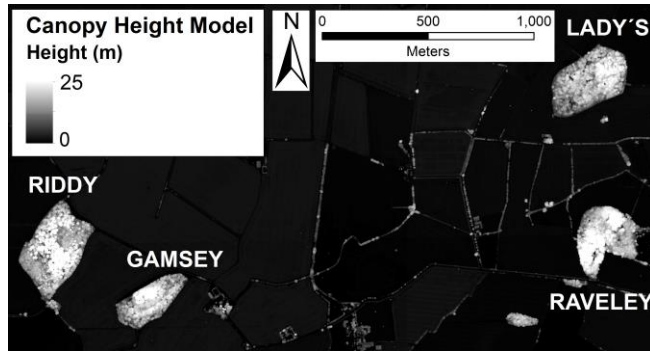 Canopy Height Model
Height (m)
25
0
N
0 500 1,000
Meters
LADY´S
RIDDY
GAMSEY
RAVELEY